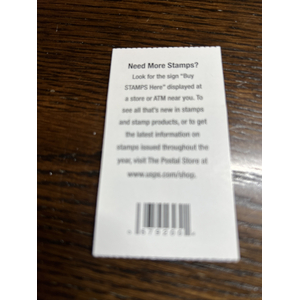 Need More Stamps?
Look for the sign "Buy
STAMPS Here" displayed at
a store or ATM near you. To
see all that's new in stamps
and stamp products, or to get
the latest information on
stamps issued throughout the
year, visit The Postal Store at
www.usps.com/shop.